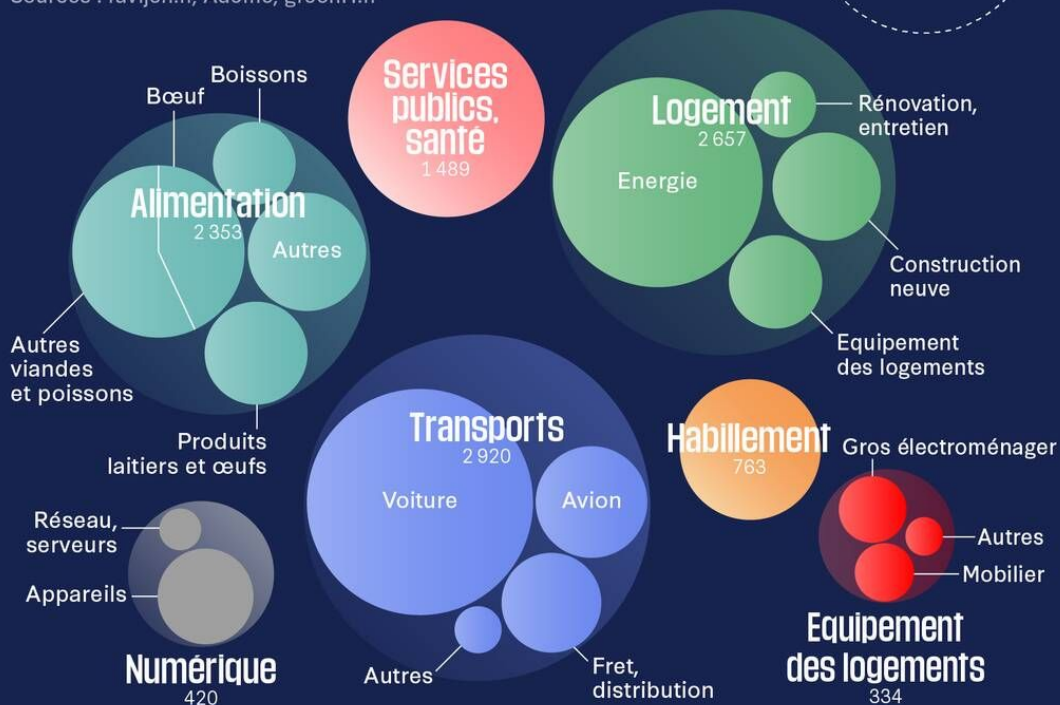 Boissons
Bœuf
Alimentation
2 353
Autres
Autres
viandes
et poissons
Produits
laitiers et œufs
Services
publics,
santé
1 489
Logement
2 657
Energie
Rénovation,
entretien
Construction
neuve
Equipement
des logements
Transports
2 920
Voiture
Avion
Autres
Fret,
distribution
Habillement
763
Gros électroménager
Autres
Mobilier
Equipement
des logements
334
Réseau,
serveurs
Appareils
Numérique
420